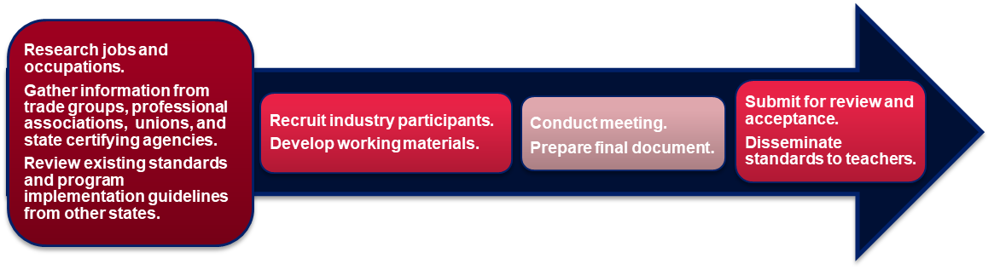 Research jobs and
occupations.
Gather information from
trade groups, professional
associations,  unions, and
state certifying agencies.
Review existing standards
and program
implementation guidelines
from other states.
Recruit industry participants.
Develop working materials.
Conduct meeting.
Prepare final document.
Submit for review and
acceptance.
Disseminate
standards to teachers.